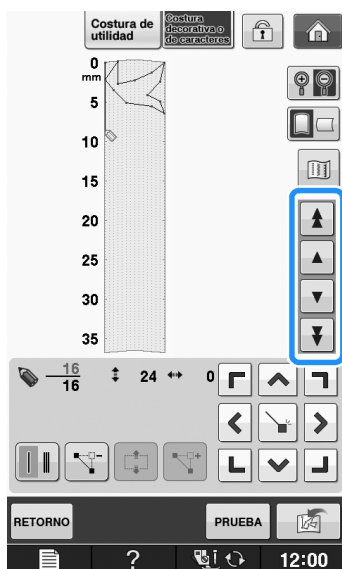 Costura de utilidad
Costura decorativa o de caracteres
0
mm
5
10
15
20
25
30
35
16
16
24
0
RETORNO
PRUEBA
?
12:00